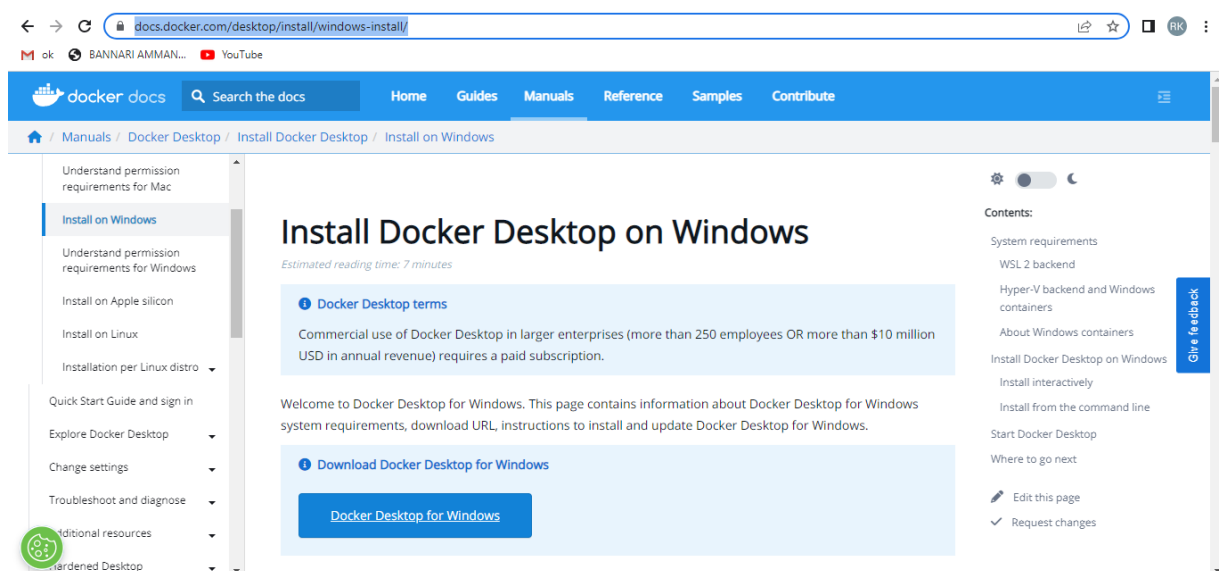 docs.docker.com/desktop/install/windows-install/
RK
ok BANNARI AMMAN... YouTube
docker docs Search the docs Home Guides Manuals Reference Samples Contribute
/ Manuals / Docker Desktop / Install Docker Desktop / Install on Windows
Understand permission
requirements for Mac
Install on Windows
Understand permission
requirements for Windows
Install on Apple silicon
Install on Linux
Installation per Linux distro
Quick Start Guide and sign in
Explore Docker Desktop
Change settings
Troubleshoot and diagnose
dditional resources
ardened Desktop
Install Docker Desktop on Windows
Estimated reading time: 7 minutes
Docker Desktop terms
Commercial use of Docker Desktop in larger enterprises (more than 250 employees OR more than $10 million
USD in annual revenue) requires a paid subscription.
Welcome to Docker Desktop for Windows. This page contains information about Docker Desktop for Windows
system requirements, download URL, instructions to install and update Docker Desktop for Windows.
Download Docker Desktop for Windows
Docker Desktop for Windows
Contents:
System requirements
WSL 2 backend
Hyper-V backend and Windows
containers
About Windows containers
Install Docker Desktop on Windows
Install interactively
Install from the command line
Start Docker Desktop
Where to go next
Edit this page
Request changes
Give feedback